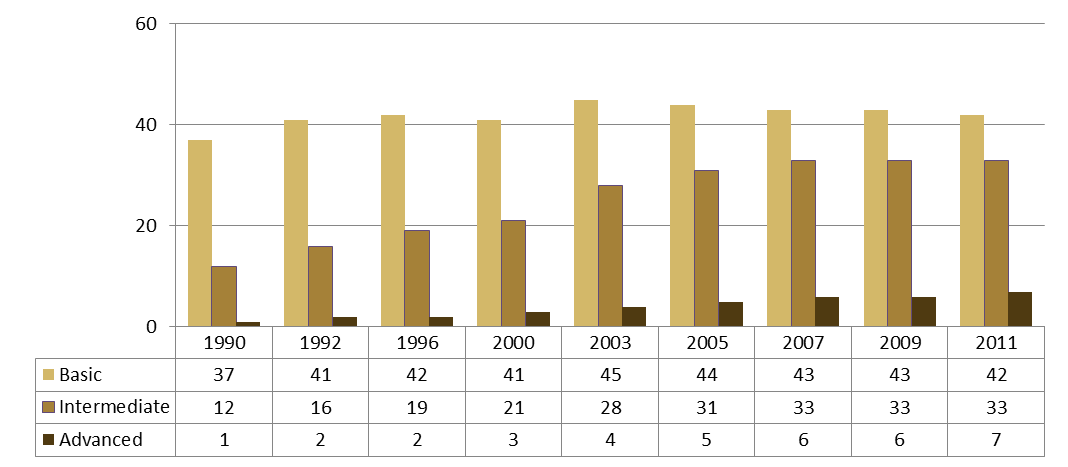 60
40
20
0
1990 1992 1996 2000 2003 2005 2007 2009 2011
Basic 37 41 42 41 45 44 43 43 42
Intermediate 12 16 19 21 28 31 33 33 33
Advanced 1 2 2 3 4 5 6 6 7